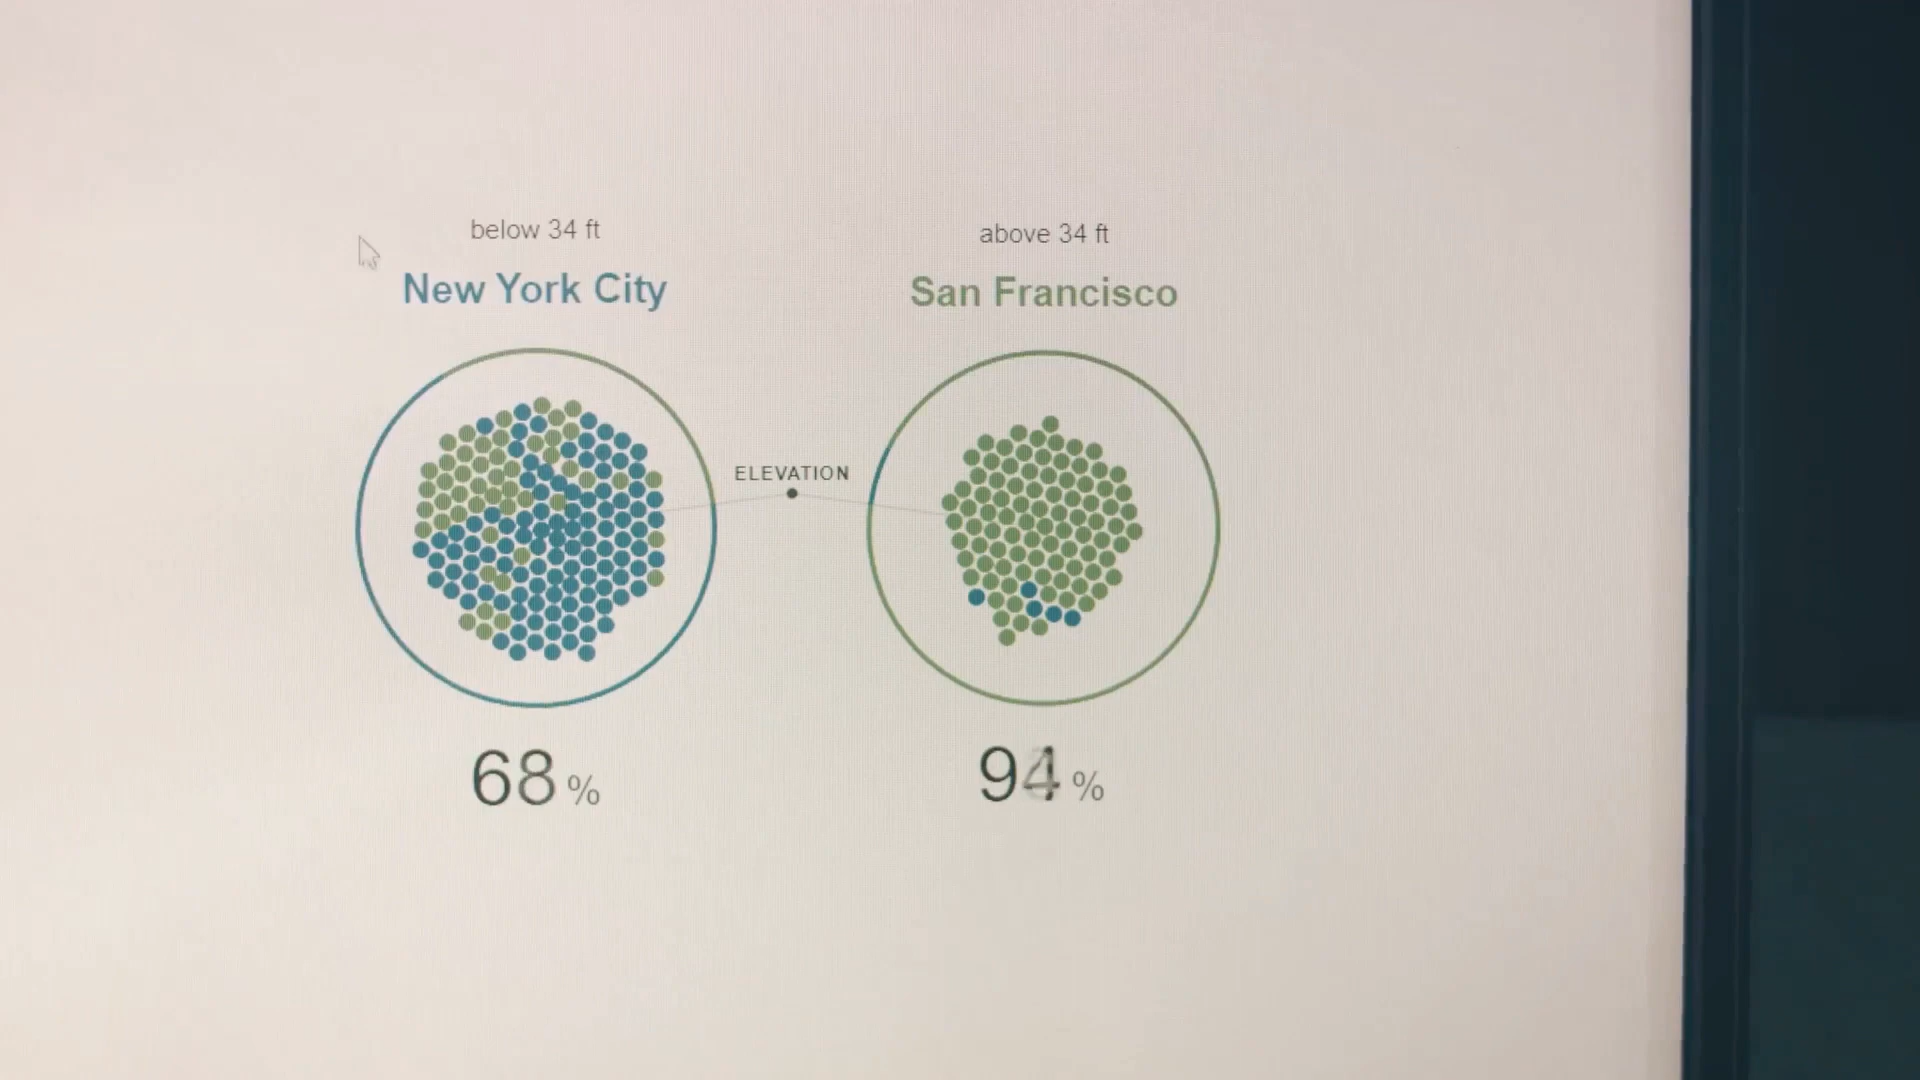 below 34 ft
New York City
above 34 ft
San Francisco
ELEVATION
68 %
94 %